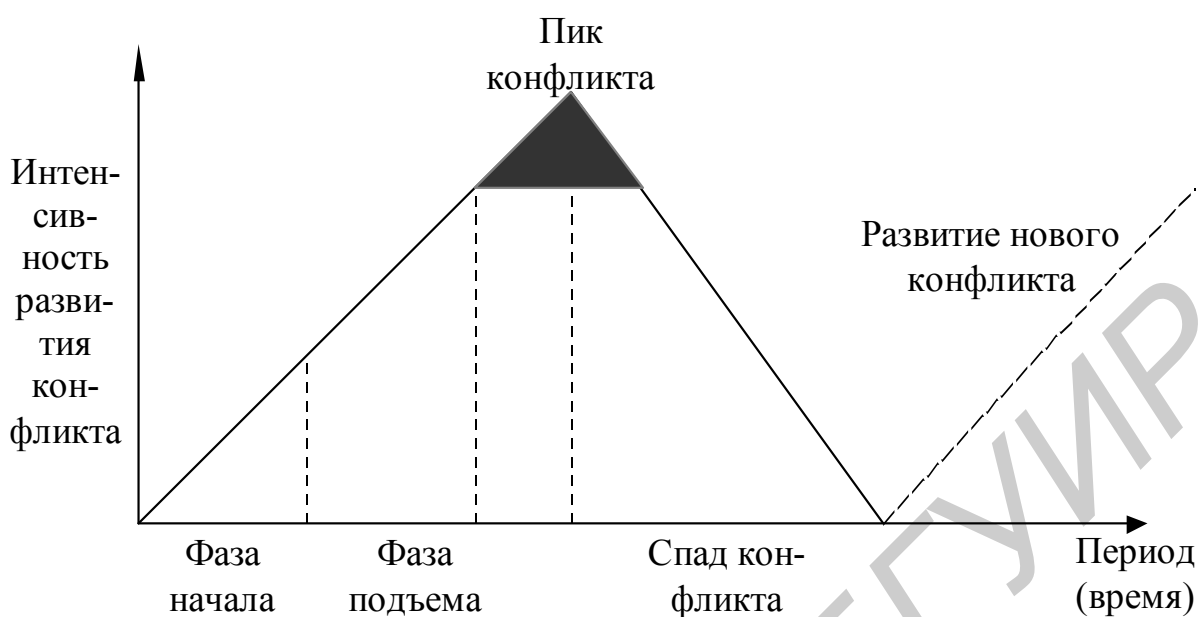 Пик
конфликта
Интен-
сив-
ность
разви-
тия
кон-
фликта
Развитие нового
конфликта
Фаза
начала
Фаза
подъема
Спад кон-
фликта
Период
(время)
БГУИР